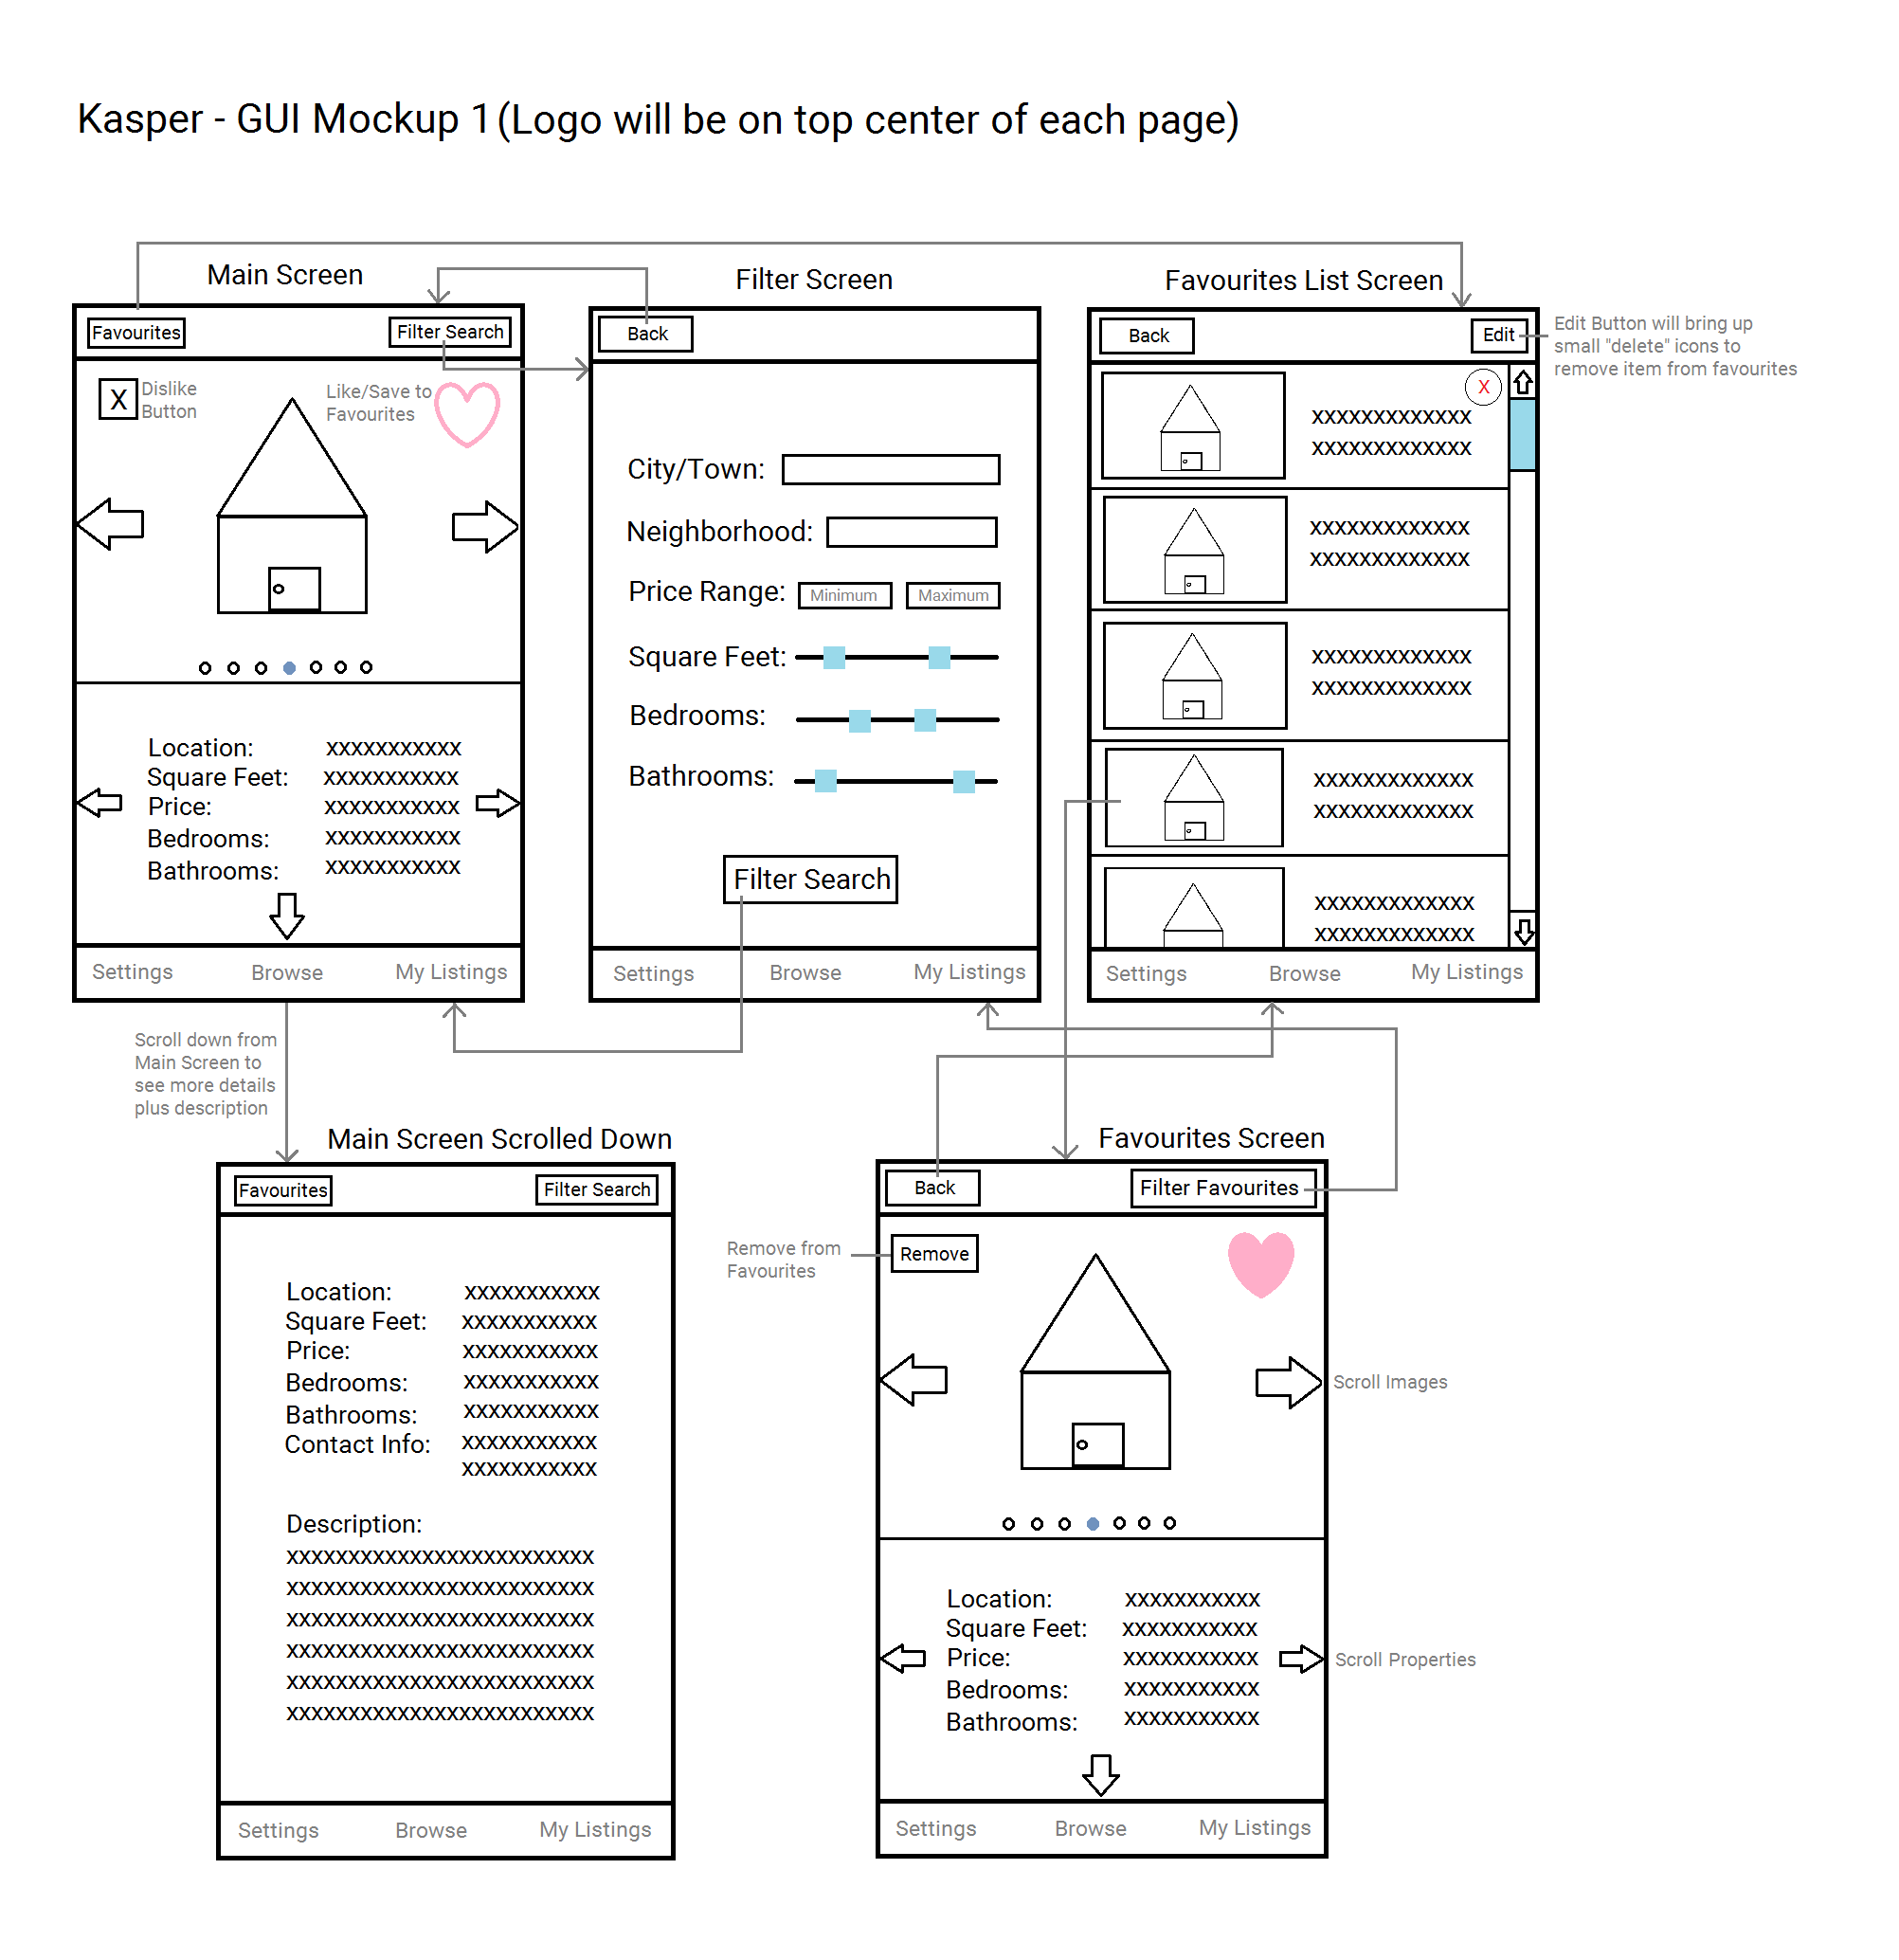 Kasper - GUI Mockup 1 (Logo will be on top center of each page)
Main Screen
Favourites
Filter Search
X
Dislike
Button
Like/Save to
Favourites
Location: xxxxxxxxxxx
Square Feet: xxxxxxxxxxx
Price: xxxxxxxxxxx
Bedrooms: xxxxxxxxxxx
Bathrooms: xxxxxxxxxxx
Settings Browse My Listings
Filter Screen
Back
City/Town:
Neighborhood:
Price Range: Minimum Maximum
Square Feet:
Bedrooms:
Bathrooms:
Filter Search
Settings Browse My Listings
Favourites List Screen
Back
Edit
Edit Button will bring up
small "delete" icons to
remove item from favourites
X
xxxxxxxxxxxxx
xxxxxxxxxxxxx
xxxxxxxxxxxxx
xxxxxxxxxxxxx
xxxxxxxxxxxxx
xxxxxxxxxxxxx
xxxxxxxxxxxxx
xxxxxxxxxxxxx
xxxxxxxxxxxxx
xxxxxxxxxxxxx
Settings Browse My Listings
Scroll down from
Main Screen to
see more details
plus description
Main Screen Scrolled Down
Favourites
Filter Search
Location: xxxxxxxxxxx
Square Feet: xxxxxxxxxxx
Price: xxxxxxxxxxx
Bedrooms: xxxxxxxxxxx
Bathrooms: xxxxxxxxxxx
Contact Info: xxxxxxxxxxx
xxxxxxxxxxx
Description:
xxxxxxxxxxxxxxxxxxxxxxxxx
xxxxxxxxxxxxxxxxxxxxxxxxx
xxxxxxxxxxxxxxxxxxxxxxxxx
xxxxxxxxxxxxxxxxxxxxxxxxx
xxxxxxxxxxxxxxxxxxxxxxxxx
xxxxxxxxxxxxxxxxxxxxxxxxx
Settings Browse My Listings
Favourites Screen
Back
Filter Favourites
Remove from
Favourites
Remove
Scroll Images
Location: xxxxxxxxxxx
Square Feet: xxxxxxxxxxx
Price: xxxxxxxxxxx
Scroll Properties
Bedrooms: xxxxxxxxxxx
Bathrooms: xxxxxxxxxxx
Settings Browse My Listings